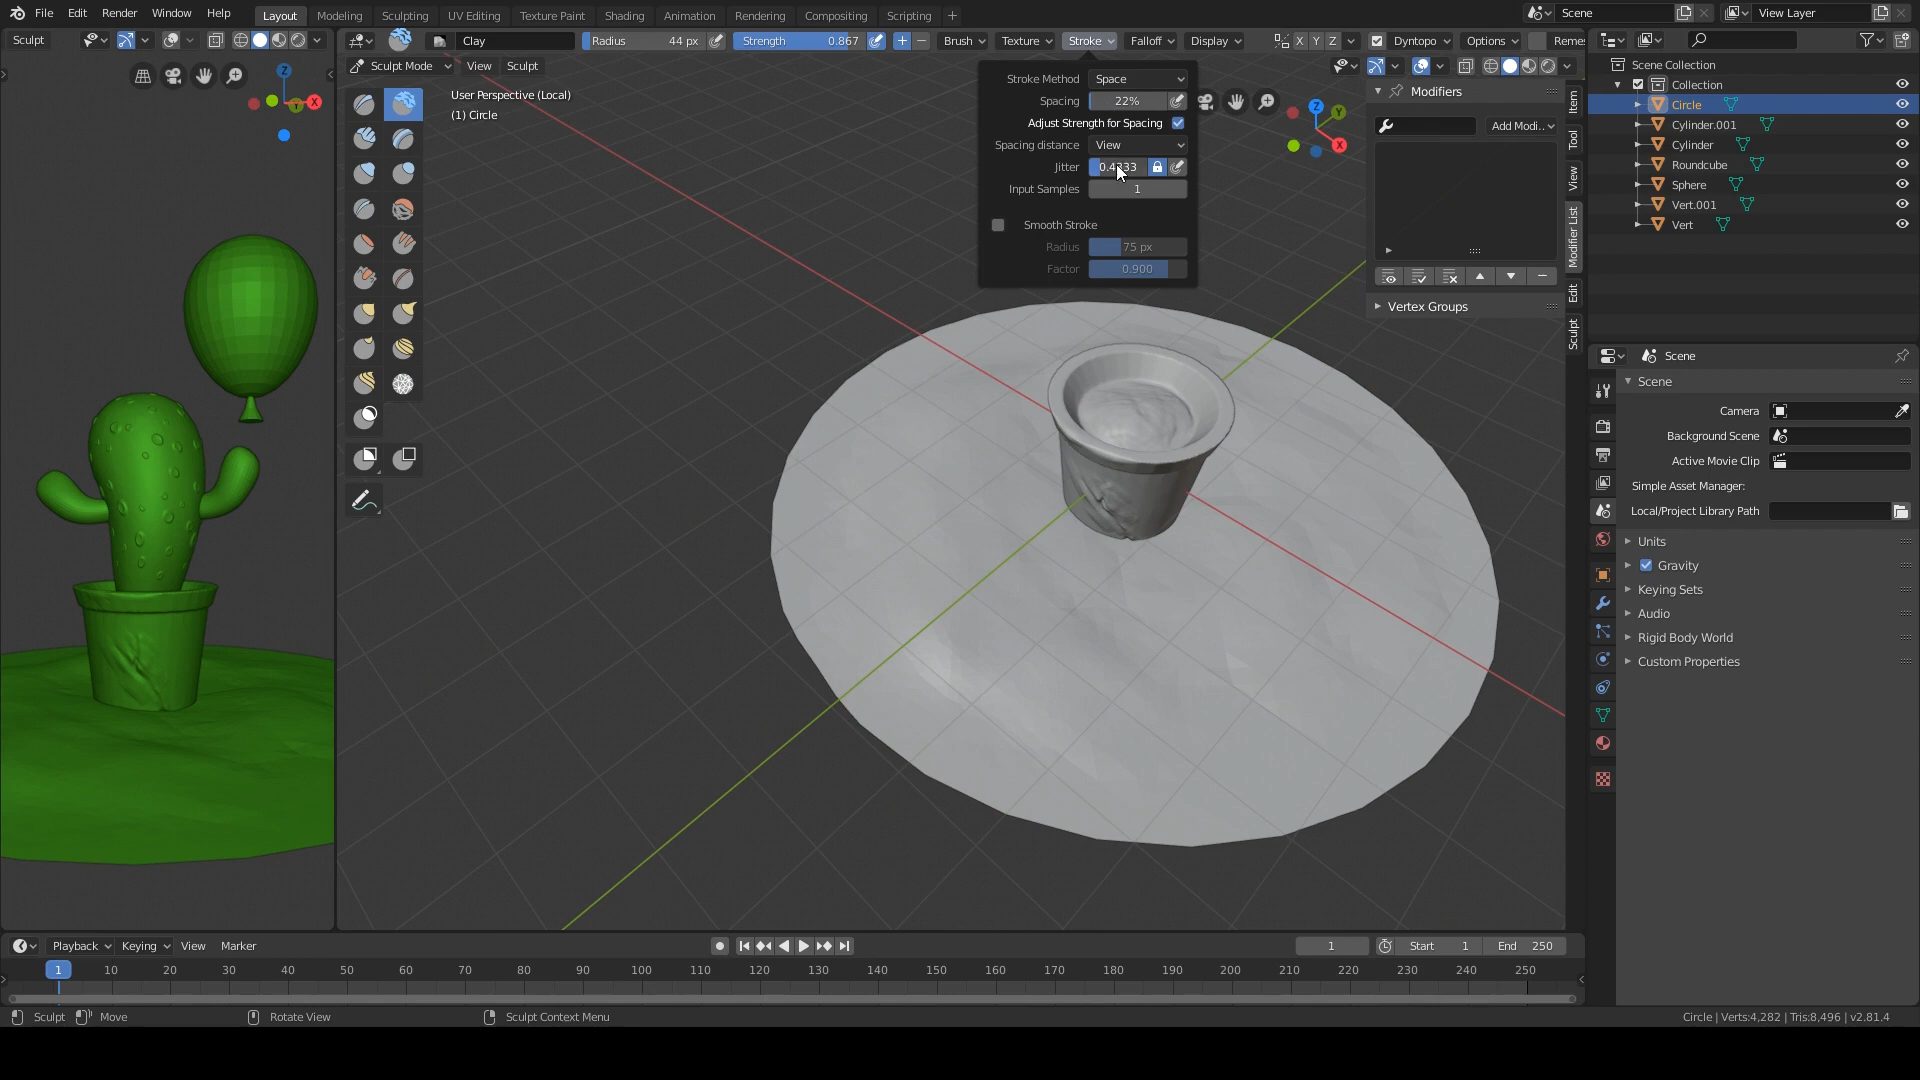 File Edit Render Window Help Layout Modeling Sculpting UV Editing Texture Paint Shading Animation Rendering Compositing Scripting + Scene View Layer
Sculpt Clay Radius 44 px Strength 0.867 Brush Texture Stroke Falloff Display X Y Z Dyntopo Options Reme
Sculpt Mode View Sculpt
User Perspective (Local)
(1) Circle
Stroke Method Space
Spacing 22%
Adjust Strength for Spacing
Spacing distance View
Jitter
Input Samples 1
Smooth Stroke
Radius 75 px
Factor 0.900
Z
X
Z
Y
X
Modifiers
Add Modi..
Vertex Groups
Item
Tool
View
Modifier List
Edit
Sculpt
Scene Collection
Collection
Circle
Cylinder.001
Cylinder
Roundcube
Sphere
Vert.001
Vert
Scene
Scene
Camera
Background Scene
Active Movie Clip
Simple Asset Manager:
Local/Project Library Path
Units
Gravity
Keying Sets
Audio
Rigid Body World
Custom Properties
Playback Keying View Marker 1 Start 1 End 250
1 10 20 30 40 50 60 70 80 90 100 110 120 130 140 150 160 170 180 190 200 210 220 230 240 250
Sculpt Move Rotate View Sculpt Context Menu Circle | Verts:4,282 | Tris:8,496 | v2.81.4